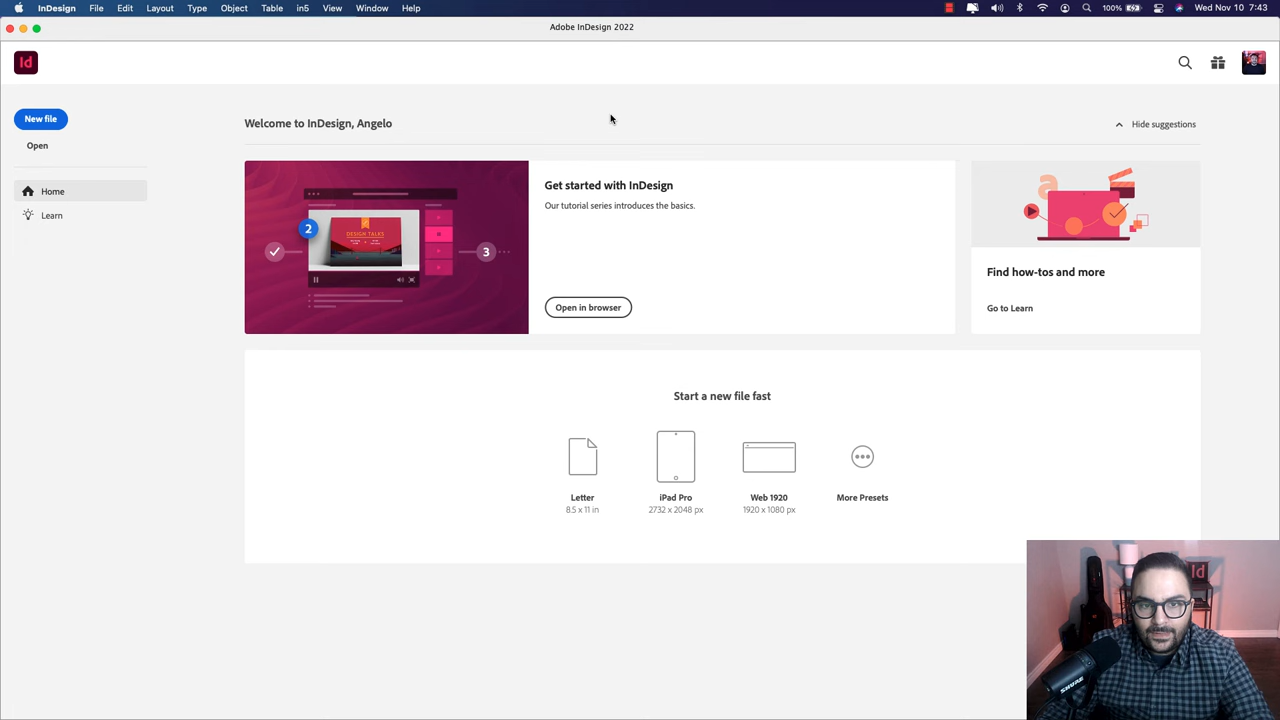 InDesign File Edit Layout Type Object Table in5 View Window Help 100% Wed Nov 10 7:43
Adobe InDesign 2022
Id
New file
Open
Home
Learn
Welcome to InDesign, Angelo
Hide suggestions
2
3
DESIGN TALKS
Get started with InDesign
Our tutorial series introduces the basics.
Open in browser
Find how-tos and more
Go to Learn
Start a new file fast
Letter
8.5 x 11 in
iPad Pro
2732 x 2048 px
Web 1920
1920 x 1080 px
More Presets
Id
SHURE